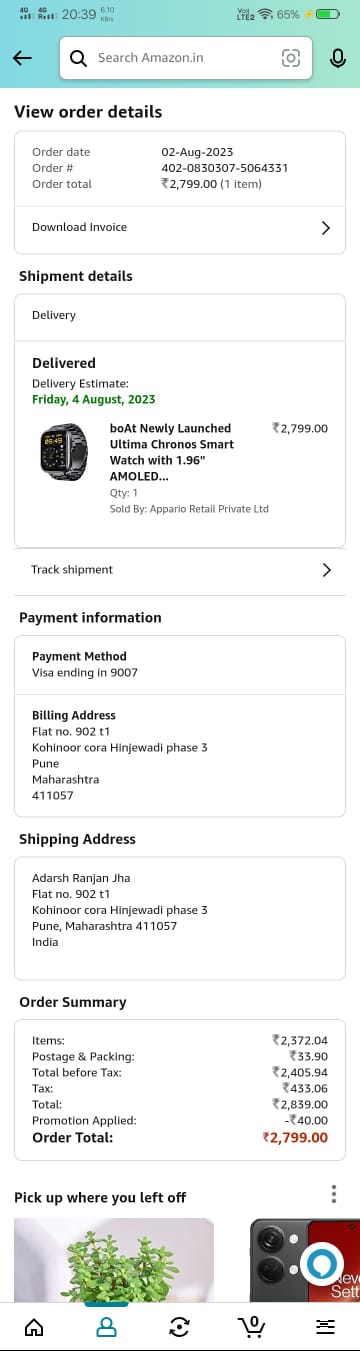 4G 4G 20:39 6.10 KB/s VoLTE2 65%
Search Amazon.in
View order details
Order date 02-Aug-2023
Order # 402-0830307-5064331
Order total ₹2,799.00 (1 item)
Download Invoice
Shipment details
Delivery
Delivered
Delivery Estimate:
Friday, 4 August, 2023
boAt Newly Launched ₹2,799.00
Ultima Chronos Smart
Watch with 1.96"
AMOLED...
Qty: 1
Sold By: Appario Retail Private Ltd
Track shipment
Payment information
Payment Method
Visa ending in 9007
Billing Address
Flat no. 902 t1
Kohinoor cora Hinjewadi phase 3
Pune
Maharashtra
411057
Shipping Address
Adarsh Ranjan Jha
Flat no. 902 t1
Kohinoor cora Hinjewadi phase 3
Pune, Maharashtra 411057
India
Order Summary
Items: ₹2,372.04
Postage & Packing: ₹33.90
Total before Tax: ₹2,405.94
Tax: ₹433.06
Total: ₹2,839.00
Promotion Applied: -₹40.00
Order Total: ₹2,799.00
Pick up where you left off
0